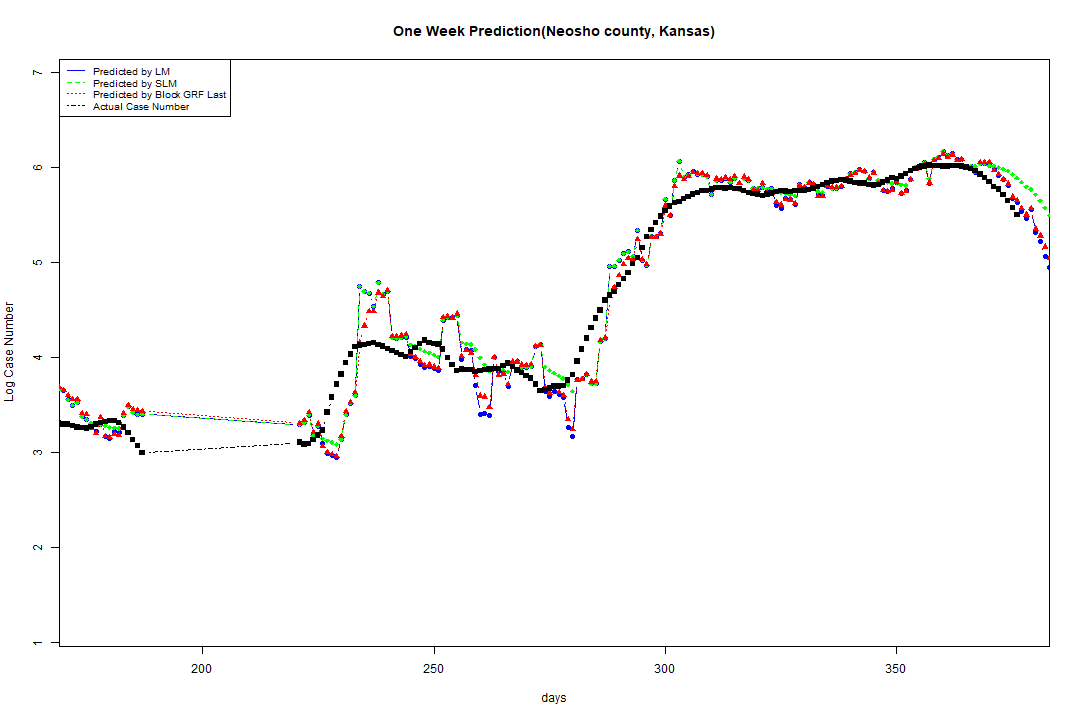 One Week Prediction(Neosho county, Kansas)
Predicted by LM
Predicted by SLM
Predicted by Block GRF Last
Actual Case Number
7
6
5
4
3
2
1
Log Case Number
200 250 300 350
days